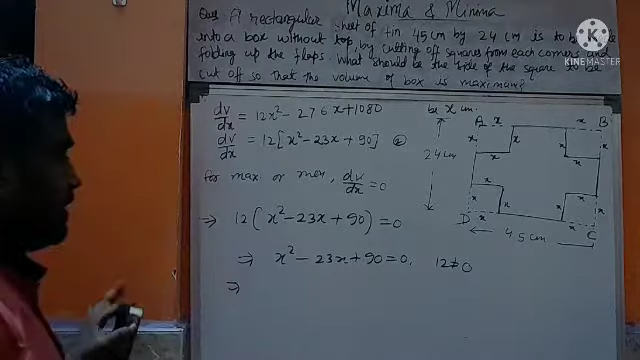 Maxima & Minima
Ques A rectangular sheet of tin 45 cm by 24 cm is to be
into a box without top, by cutting off squares from each corners and
folding up the flaps. What should be the side of the square to be
cut off so that the volume of box is maximum?
KINEMASTER
dv/dx = 12x² - 276x + 1080
dv/dx = 12[x² - 23x + 90]
for max. or men, dv/dx = 0
⇒ 12(x² - 23x + 90) = 0
⇒ x² - 23x + 90 = 0, 12 ≠ 0
⇒
be x cm.
A x x B
x x x x
24 cm
x x x x
D x x C
45 cm